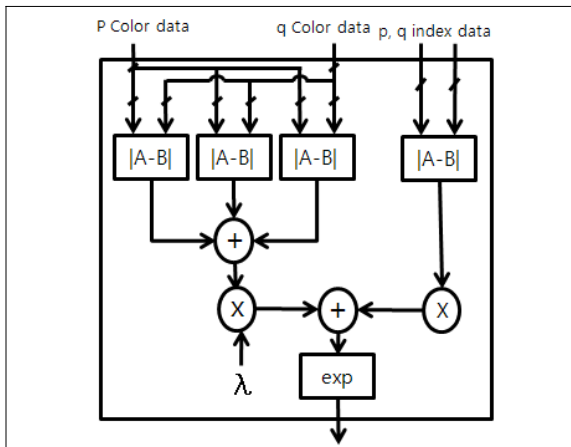 P Color data
q Color data
p, q index data
|A-B|
|A-B|
|A-B|
|A-B|
+
X
+
X
λ
exp